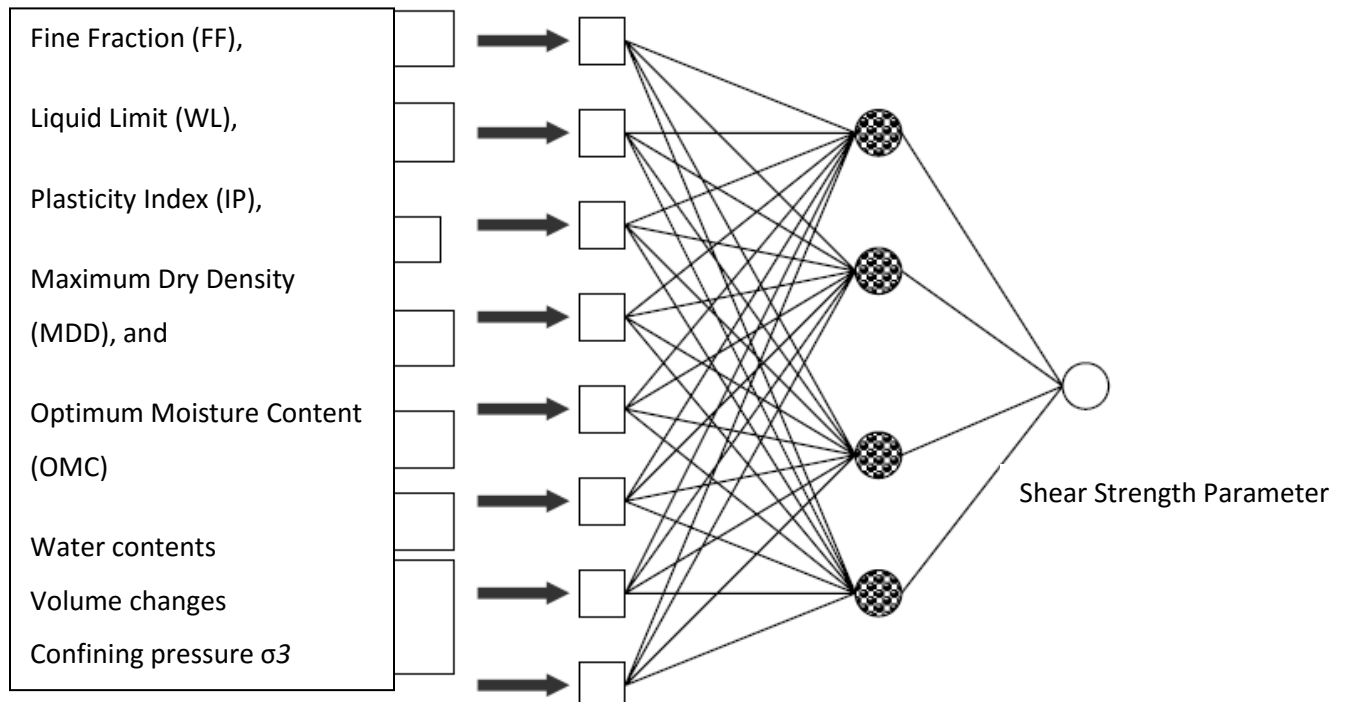 Fine Fraction (FF),
Liquid Limit (WL),
Plasticity Index (IP),
Maximum Dry Density
(MDD), and
Optimum Moisture Content
(OMC)
Water contents
Volume changes
Confining pressure σ3
Shear Strength Parameter